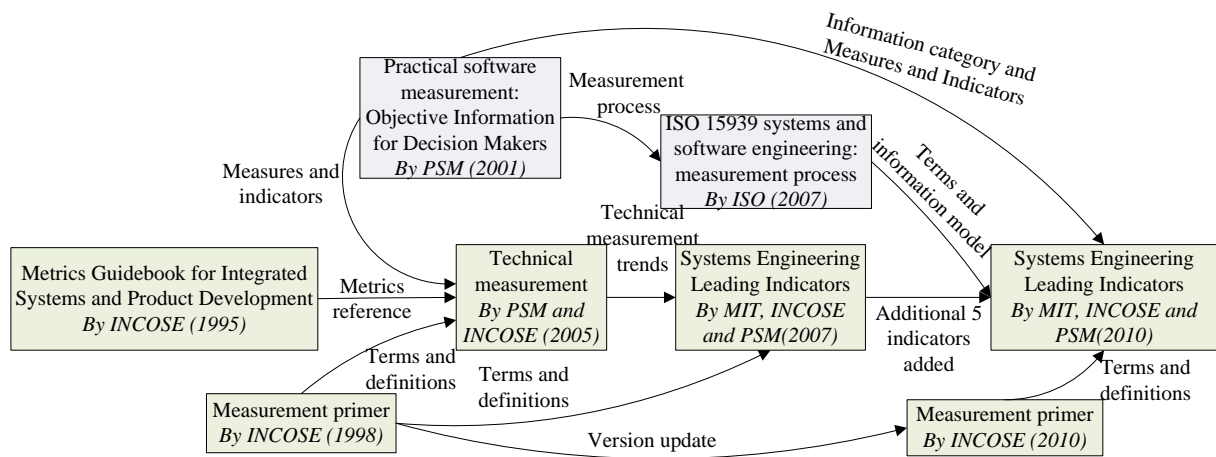 Information category and
Measures and Indicators
Practical software
measurement:
Objective Information
for Decision Makers
By PSM (2001)
Measurement
process
ISO 15939 systems and
software engineering:
measurement process
By ISO (2007)
Measures and
indicators
Terms and
information model
Technical
measurement
trends
Metrics Guidebook for Integrated
Systems and Product Development
By INCOSE (1995)
Metrics
reference
Technical
measurement
By PSM and
INCOSE (2005)
Systems Engineering
Leading Indicators
By MIT, INCOSE
and PSM(2007)
Additional 5
indicators
added
Systems Engineering
Leading Indicators
By MIT, INCOSE and
PSM(2010)
Terms and
definitions
Terms and
definitions
Terms and
definitions
Measurement primer
By INCOSE (1998)
Version update
Measurement primer
By INCOSE (2010)